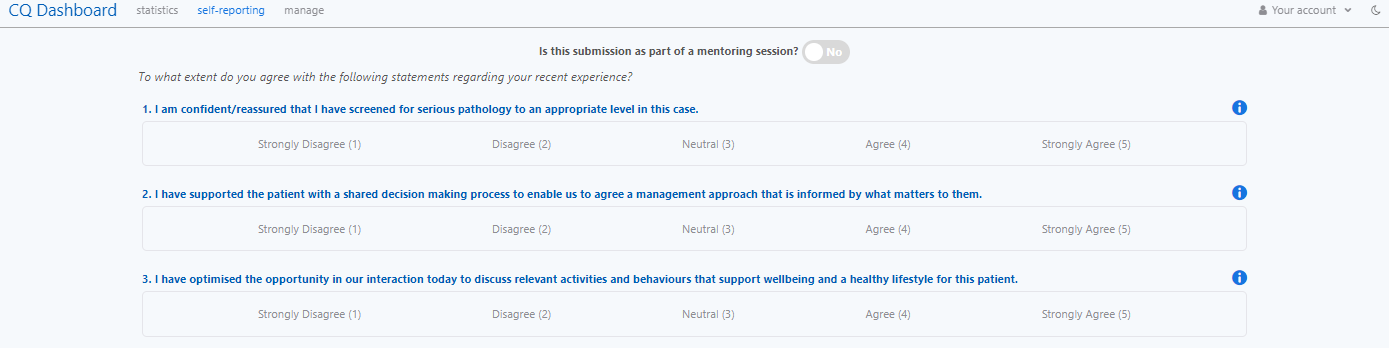 CQ Dashboard statistics self-reporting manage Your account
Is this submission as part of a mentoring session? No
To what extent do you agree with the following statements regarding your recent experience?
1. I am confident/reassured that I have screened for serious pathology to an appropriate level in this case.
Strongly Disagree (1) Disagree (2) Neutral (3) Agree (4) Strongly Agree (5)
2. I have supported the patient with a shared decision making process to enable us to agree a management approach that is informed by what matters to them.
Strongly Disagree (1) Disagree (2) Neutral (3) Agree (4) Strongly Agree (5)
3. I have optimised the opportunity in our interaction today to discuss relevant activities and behaviours that support wellbeing and a healthy lifestyle for this patient.
Strongly Disagree (1) Disagree (2) Neutral (3) Agree (4) Strongly Agree (5)